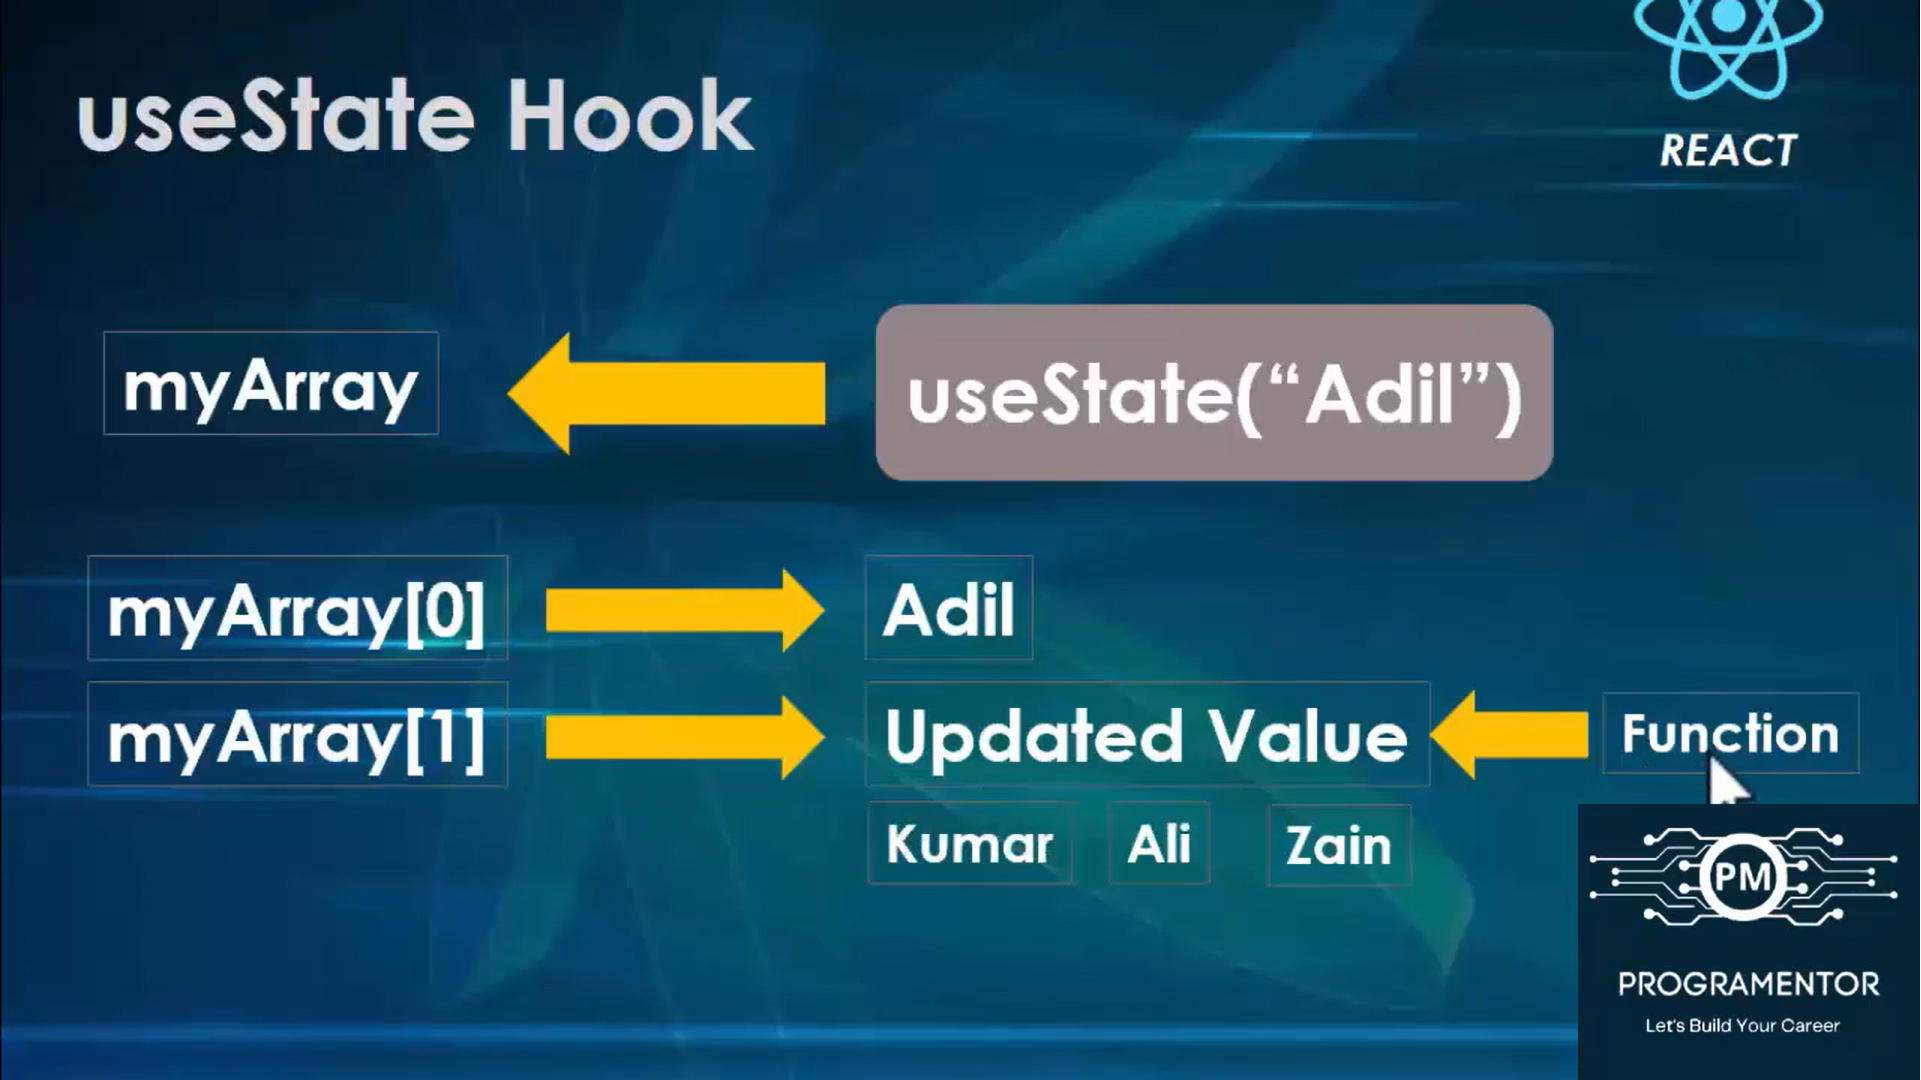 useState Hook
REACT
myArray
useState(“Adil”)
myArray[0]
Adil
myArray[1]
Updated Value
Function
Kumar
Ali
Zain
PM
PROGRAMENTOR
Let's Build Your Career